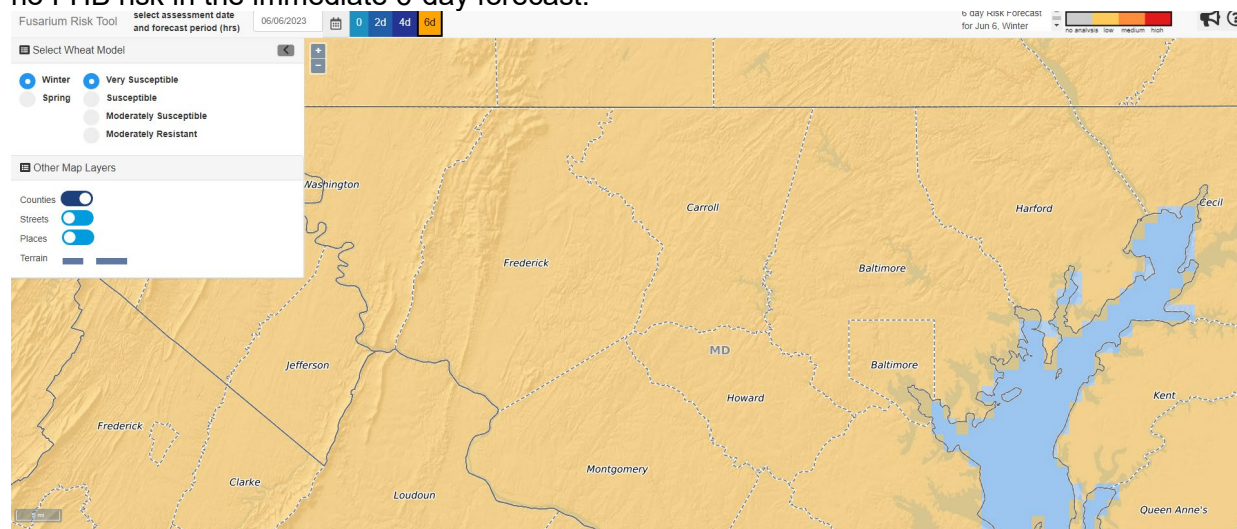 no FHB risk in the immediate 6-day forecast.
Fusarium Risk Tool
select assessment date
and forecast period (hrs)
06/06/2023
0 2d 4d 6d
6 day Risk Forecast
for Jun 6, Winter
no analysis low medium high
Select Wheat Model
Winter
Spring
Very Susceptible
Susceptible
Moderately Susceptible
Moderately Resistant
Other Map Layers
Counties
Streets
Places
Terrain
Washington
Carroll
Harford
Cecil
Frederick
Baltimore
MD
Jefferson
Baltimore
Howard
Kent
Frederick
Montgomery
Clarke
Loudoun
Queen Anne's